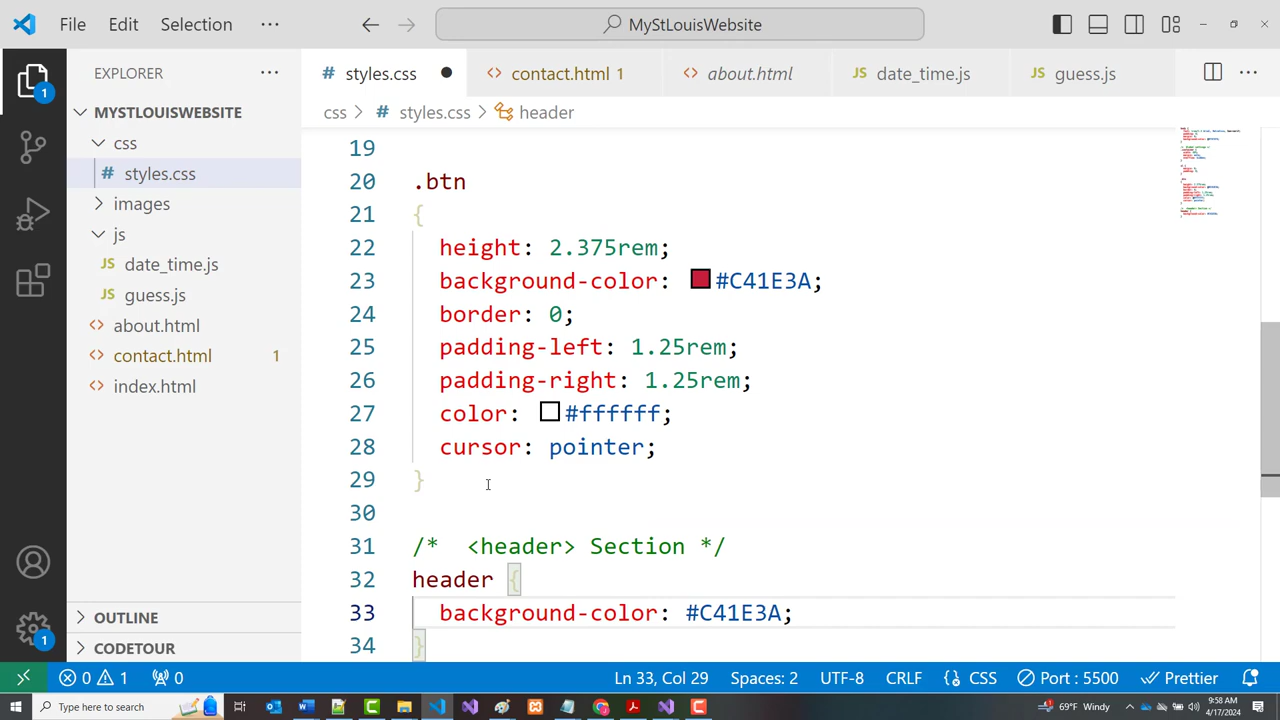 File Edit Selection ··· MyStLouisWebsite
EXPLORER ···
MYSTLOUISWEBSITE
css
# styles.css
images
js
JS date_time.js
JS guess.js
<> about.html
<> contact.html 1
<> index.html
OUTLINE
CODETOUR
1
1
# styles.css ● <> contact.html 1 <> about.html JS date_time.js JS guess.js ···
css > # styles.css > header
19
20 .btn
21 {
22 height: 2.375rem;
23 background-color: #C41E3A;
24 border: 0;
25 padding-left: 1.25rem;
26 padding-right: 1.25rem;
27 color: #ffffff;
28 cursor: pointer;
29 }
30
31 /* <header> Section */
32 header {
33 background-color: #C41E3A;
34 }
0 1 0 Ln 33, Col 29 Spaces: 2 UTF-8 CRLF {} CSS Port : 5500 Prettier
Type here to search 69°F Windy 9:58 AM
4/17/2024